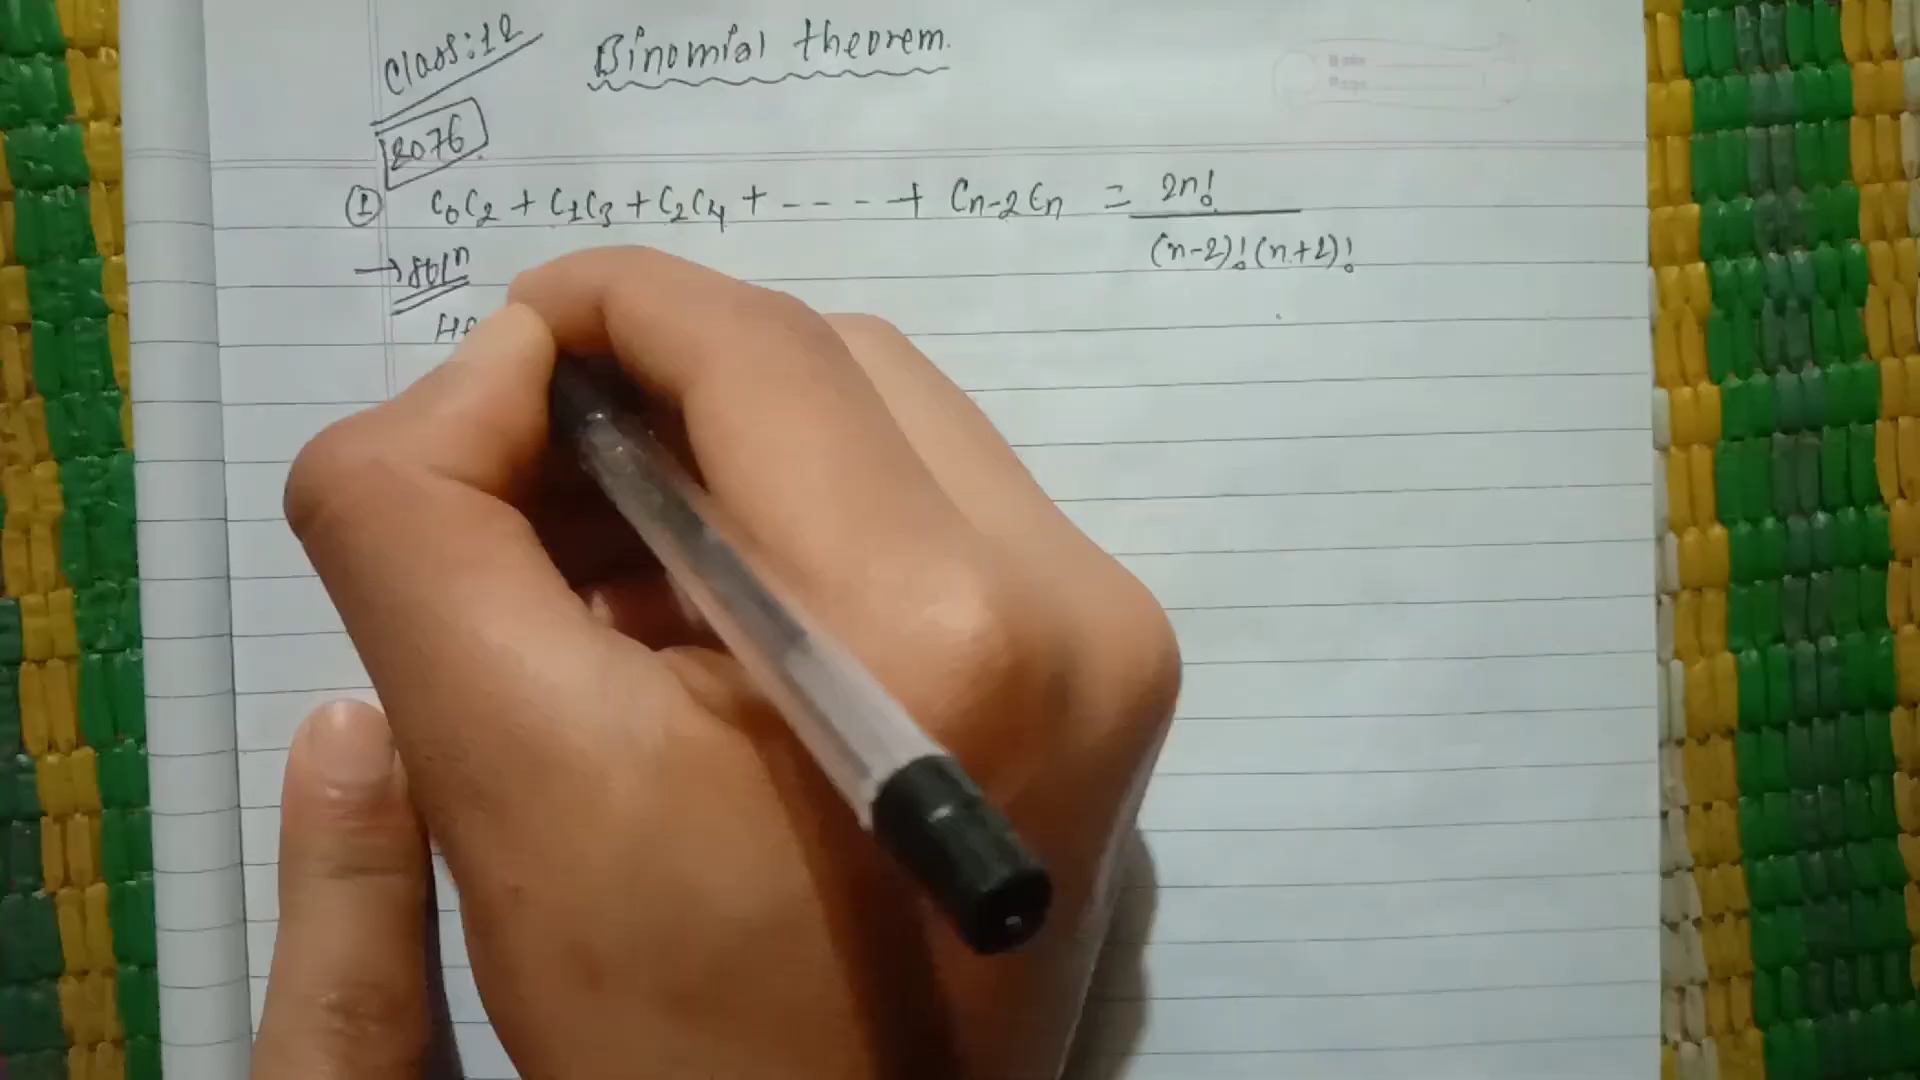 Class:12
Binomial theorem.
2076
① C₀C₂ + C₁C₃ + C₂C₄ + - - - - + Cn-2Cn = 2n! / (n-2)!(n+2)!
→ solⁿ